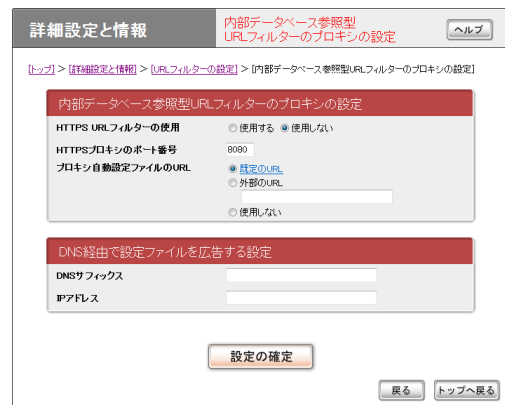 詳細設定と情報
内部データベース参照型
URLフィルターのプロキシの設定
ヘルプ
[トップ] > [詳細設定と情報] > [URLフィルターの設定] > [内部データベース参照型URLフィルターのプロキシの設定]
内部データベース参照型URLフィルターのプロキシの設定
HTTPS URLフィルターの使用 使用する 使用しない
HTTPSプロキシのポート番号 8080
プロキシ自動設定ファイルのURL 既定のURL
外部のURL
使用しない
DNS経由で設定ファイルを広告する設定
DNSサフィックス
IPアドレス
設定の確定
戻る トップへ戻る